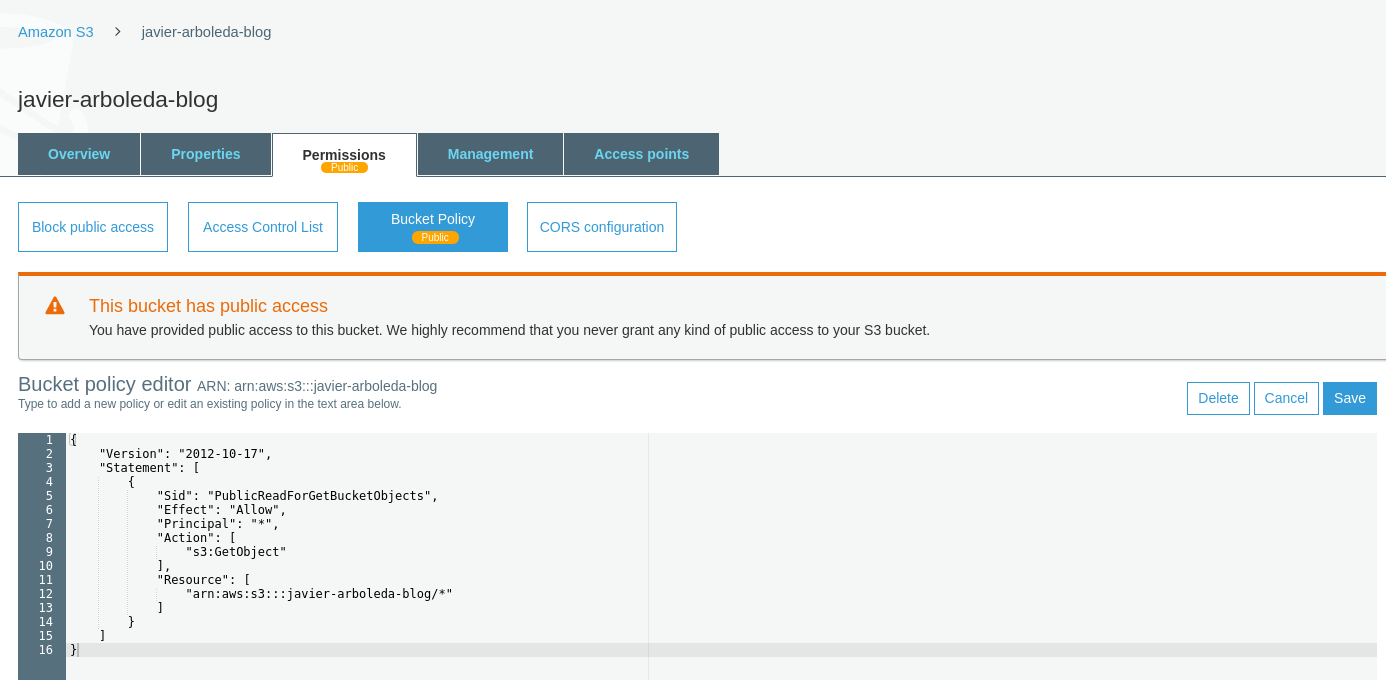 Amazon S3 > javier-arboleda-blog
javier-arboleda-blog
Overview Properties Permissions Management Access points
Public
Block public access Access Control List Bucket Policy CORS configuration
Public
This bucket has public access
You have provided public access to this bucket. We highly recommend that you never grant any kind of public access to your S3 bucket.
Bucket policy editor ARN: arn:aws:s3:::javier-arboleda-blog
Type to add a new policy or edit an existing policy in the text area below.
Delete Cancel Save
1 {
2     "Version": "2012-10-17",
3     "Statement": [
4         {
5             "Sid": "PublicReadForGetBucketObjects",
6             "Effect": "Allow",
7             "Principal": "*",
8             "Action": [
9                 "s3:GetObject"
10             ],
11             "Resource": [
12                 "arn:aws:s3:::javier-arboleda-blog/*"
13             ]
14         }
15     ]
16 }